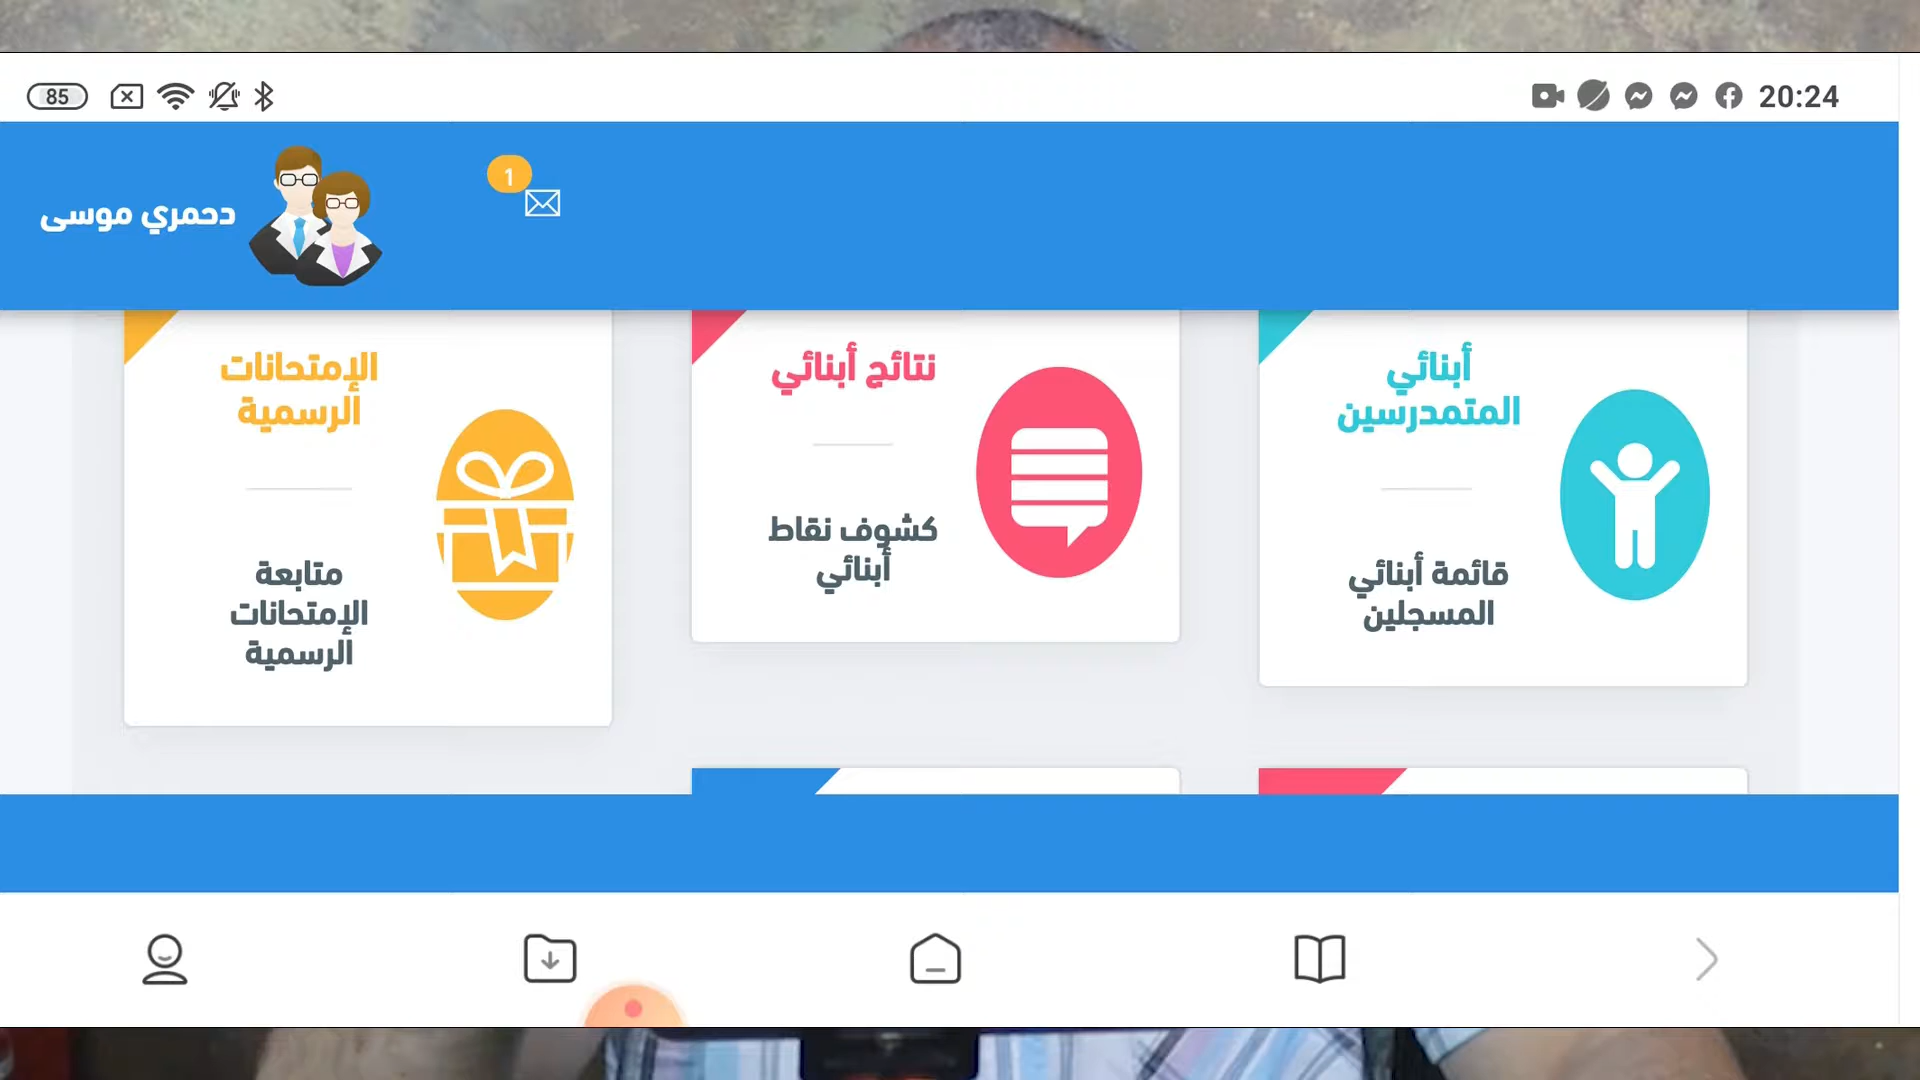 85
20:24
دحمري موسى
1
أبنائي
المتمدرسين
قائمة أبنائي
المسجلين
نتائج أبنائي
كشوف نقاط
أبنائي
الإمتحانات
الرسمية
متابعة
الإمتحانات
الرسمية